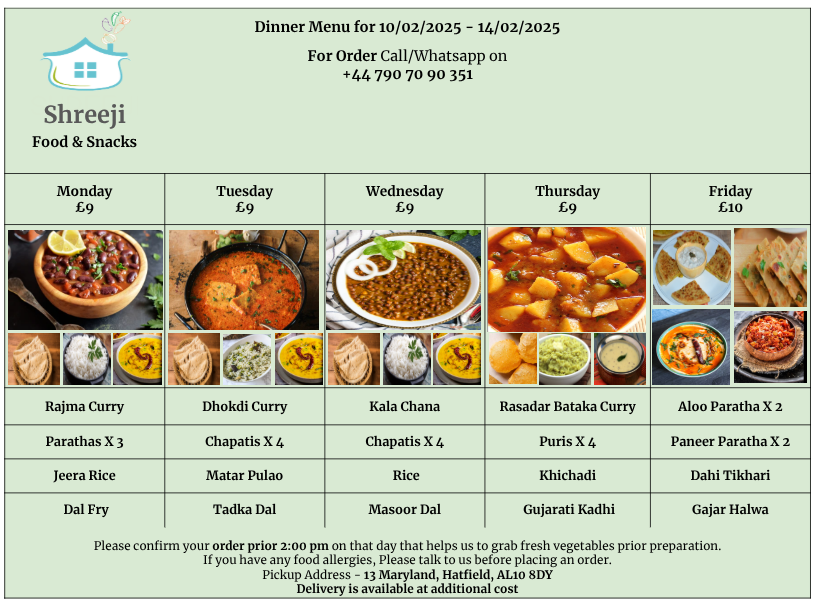 Dinner Menu for 10/02/2025 - 14/02/2025
For Order Call/Whatsapp on
+44 790 70 90 351
Shreeji
Food & Snacks
Monday
£9
Tuesday
£9
Wednesday
£9
Thursday
£9
Friday
£10
Rajma Curry
Dhokdi Curry
Kala Chana
Rasadar Bataka Curry
Aloo Paratha X 2
Parathas X 3
Chapatis X 4
Chapatis X 4
Puris X 4
Paneer Paratha X 2
Jeera Rice
Matar Pulao
Rice
Khichadi
Dahi Tikhari
Dal Fry
Tadka Dal
Masoor Dal
Gujarati Kadhi
Gajar Halwa
Please confirm your order prior 2:00 pm on that day that helps us to grab fresh vegetables prior preparation.
If you have any food allergies, Please talk to us before placing an order.
Pickup Address - 13 Maryland, Hatfield, AL10 8DY
Delivery is available at additional cost